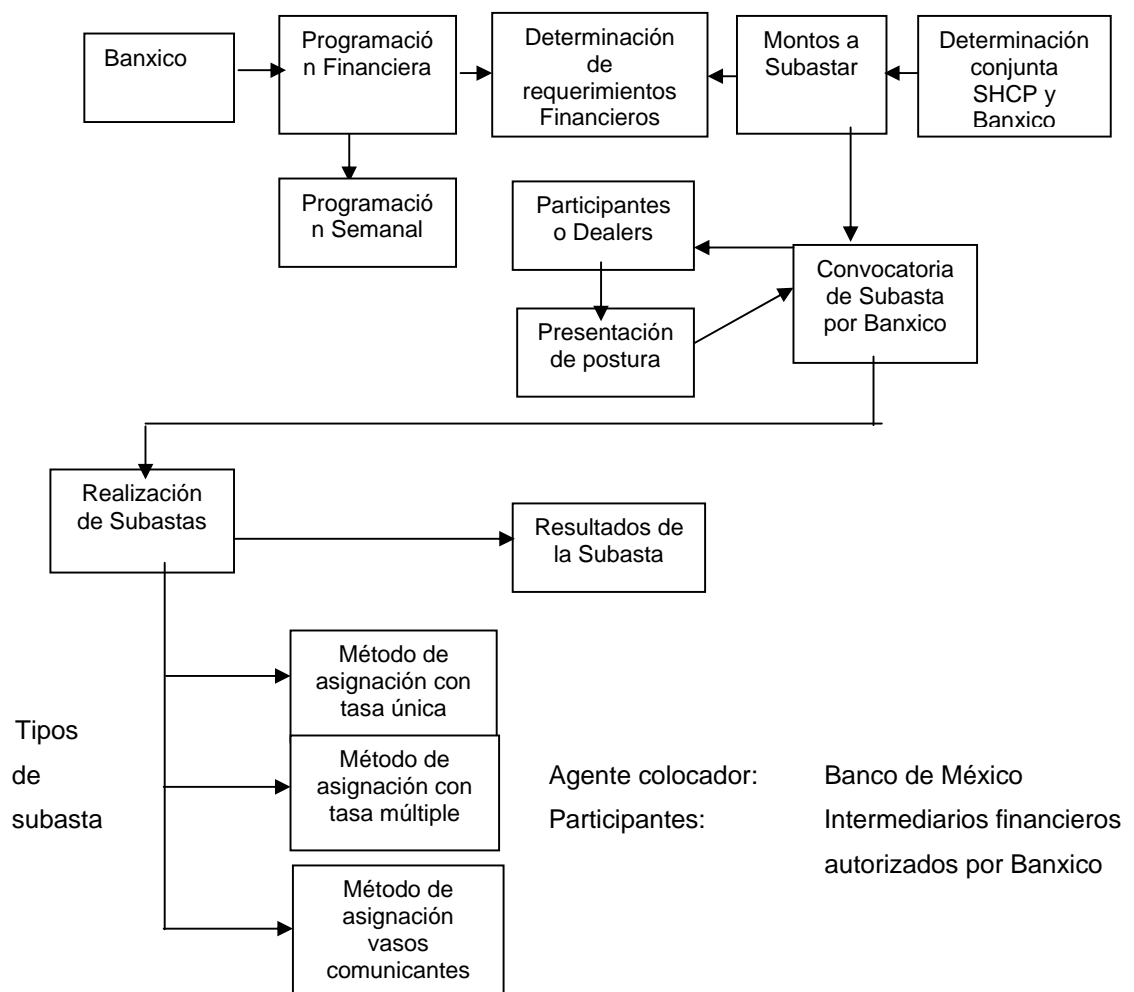 Banxico
Programació
n Financiera
Determinación
de
requerimientos
Financieros
Montos a
Subastar
Determinación
conjunta
SHCP y
Banxico
Programació
n Semanal
Participantes
o Dealers
Presentación
de postura
Convocatoria
de Subasta
por Banxico
Realización
de Subastas
Resultados de
la Subasta
Tipos
de
subasta
Método de
asignación con
tasa única
Método de
asignación con
tasa múltiple
Método de
asignación
vasos
comunicantes
Agente colocador: Banco de México
Participantes: Intermediarios financieros
autorizados por Banxico